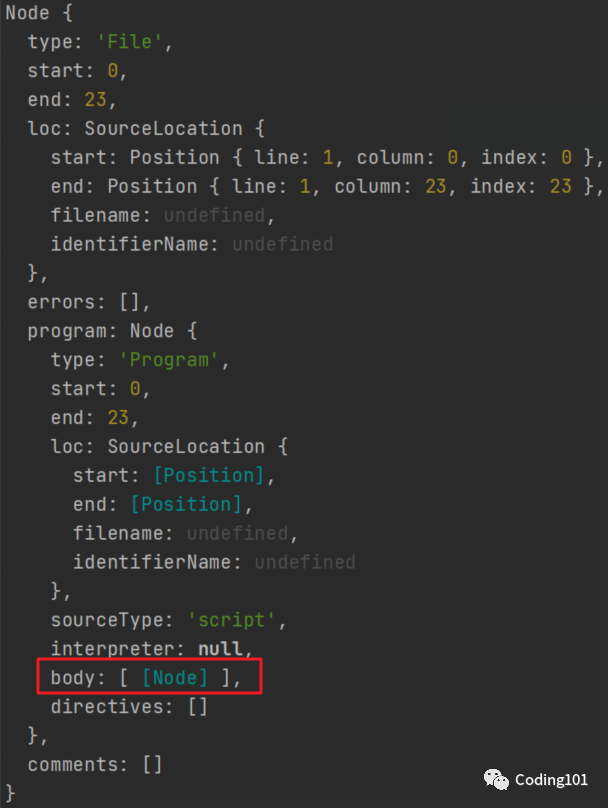 Node {
  type: 'File',
  start: 0,
  end: 23,
  loc: SourceLocation {
    start: Position { line: 1, column: 0, index: 0 },
    end: Position { line: 1, column: 23, index: 23 },
    filename: undefined,
    identifierName: undefined
  },
  errors: [],
  program: Node {
    type: 'Program',
    start: 0,
    end: 23,
    loc: SourceLocation {
      start: [Position],
      end: [Position],
      filename: undefined,
      identifierName: undefined
    },
    sourceType: 'script',
    interpreter: null,
    body: [ [Node] ],
    directives: []
  },
  comments: []
}
Coding101